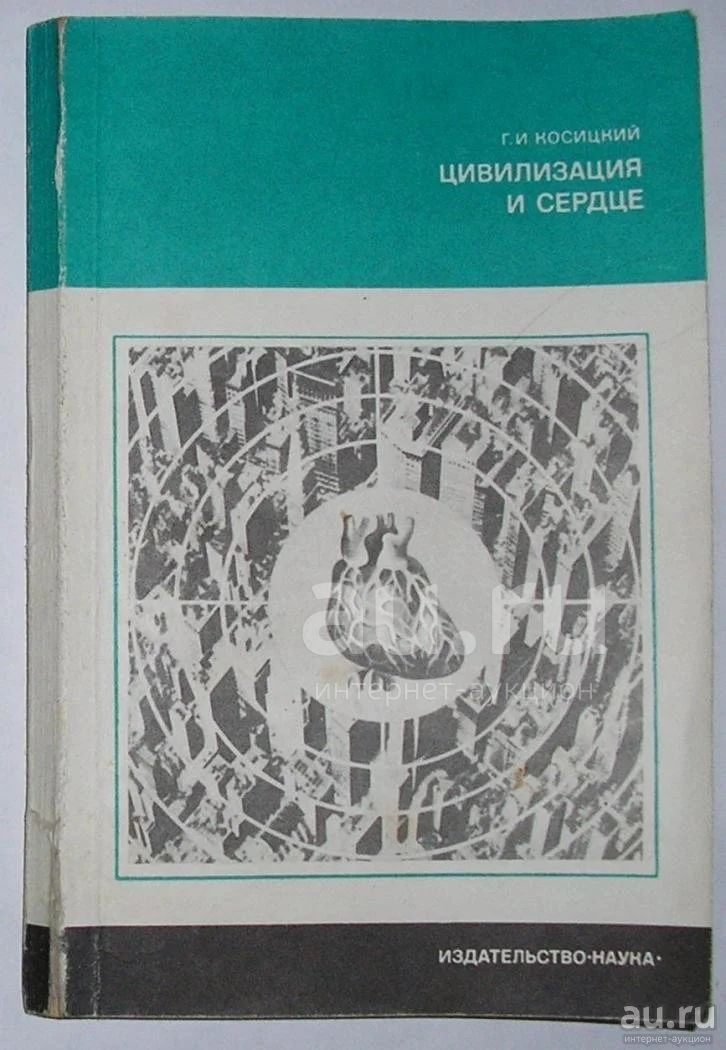 Г. И КОСИЦКИЙ
ЦИВИЛИЗАЦИЯ
И СЕРДЦЕ
au.ru
интернет-аукцион
ИЗДАТЕЛЬСТВО·НАУКА·
au.ru
интернет-аукцион